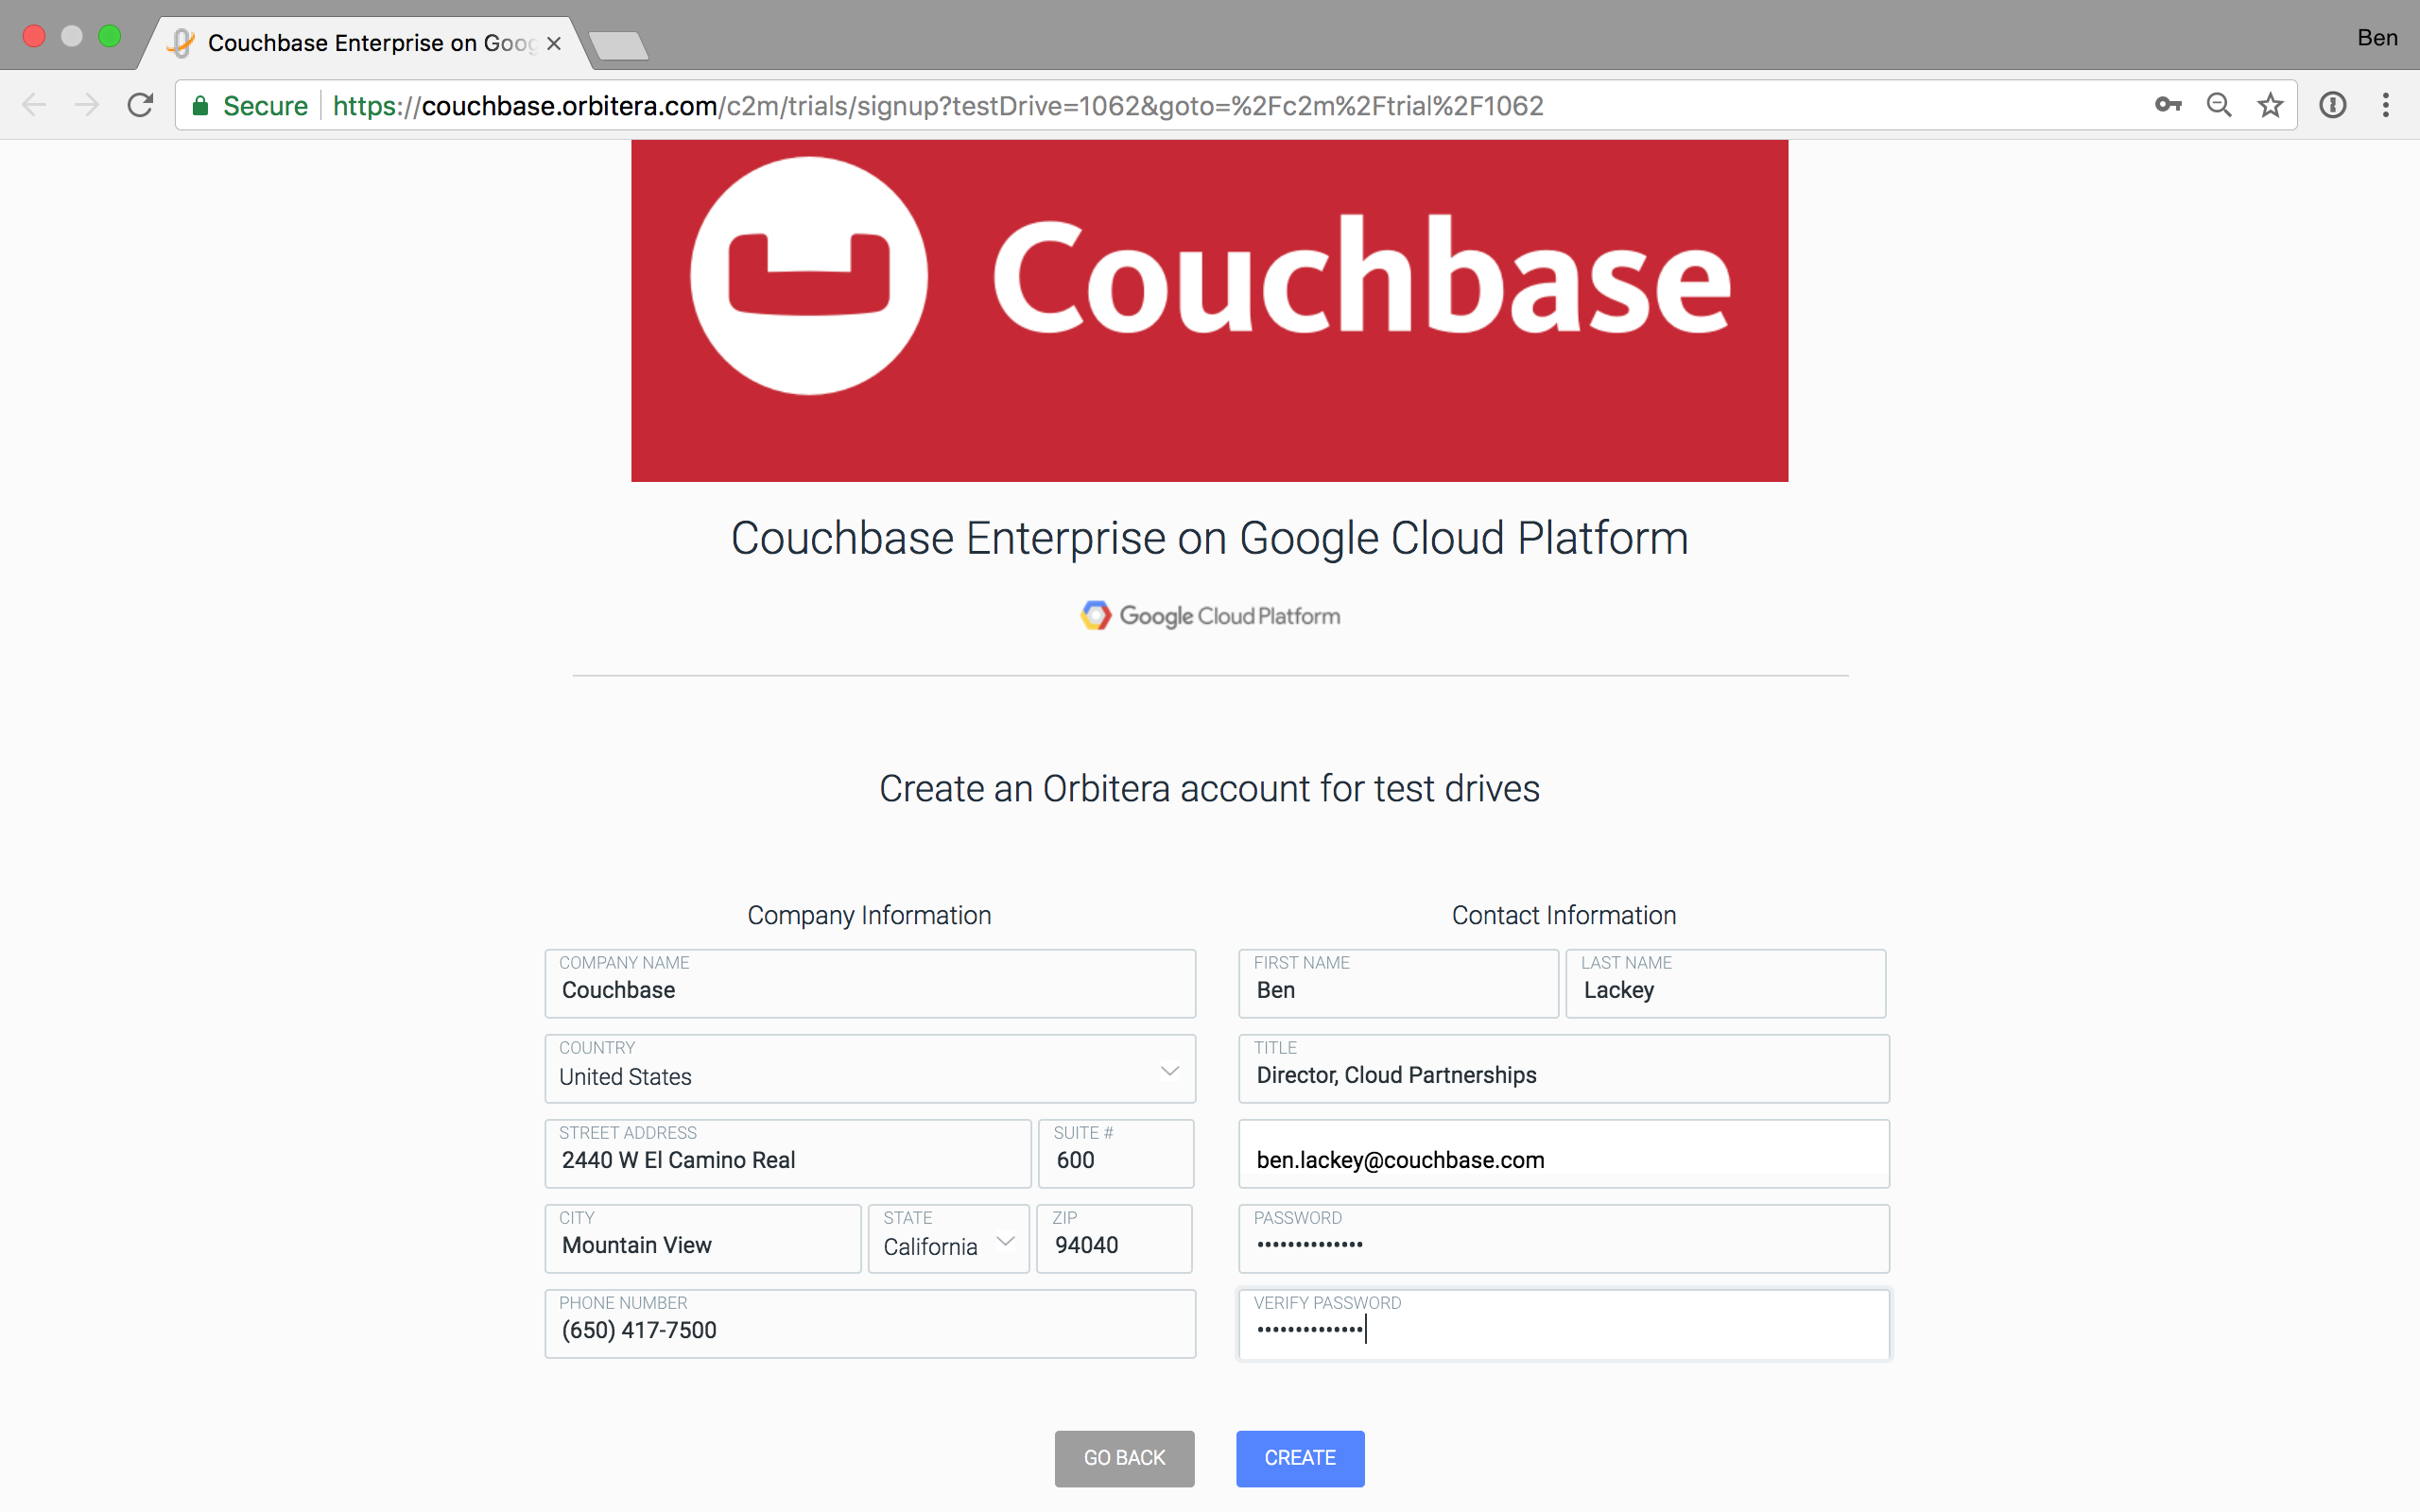 Couchbase Enterprise on Goog
Ben
Secure https://couchbase.orbitera.com/c2m/trials/signup?testDrive=1062&goto=%2Fc2m%2Ftrial%2F1062
Couchbase
Couchbase Enterprise on Google Cloud Platform
Google Cloud Platform
Create an Orbitera account for test drives
Company Information
COMPANY NAME
Couchbase
COUNTRY
United States
STREET ADDRESS
2440 W El Camino Real
SUITE #
600
CITY
Mountain View
STATE
California
ZIP
94040
PHONE NUMBER
(650) 417-7500
Contact Information
FIRST NAME
Ben
LAST NAME
Lackey
TITLE
Director, Cloud Partnerships
ben.lackey@couchbase.com
PASSWORD
••••••••••••••
VERIFY PASSWORD
••••••••••••••
GO BACK
CREATE